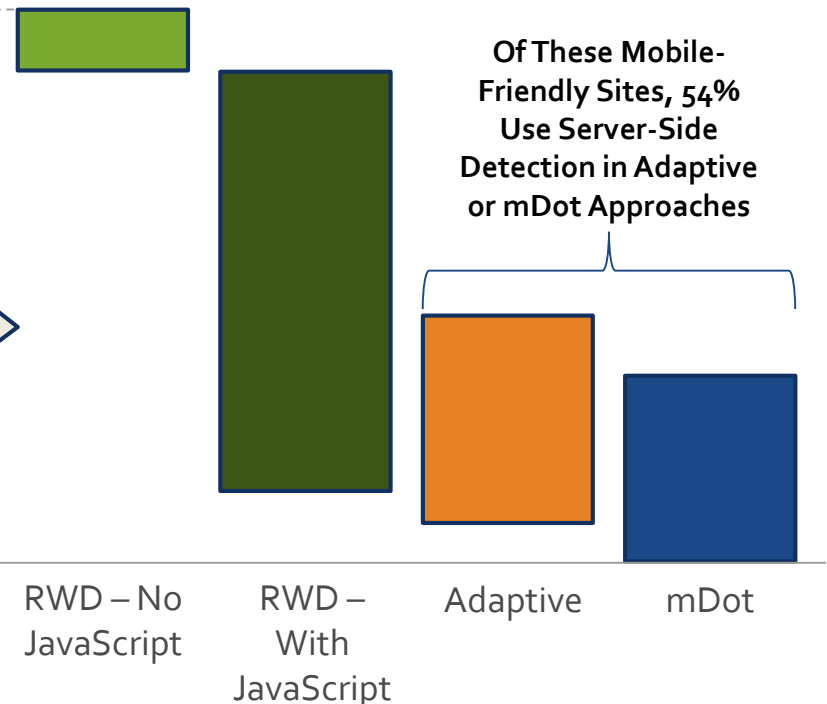 Of These Mobile-
Friendly Sites, 54%
Use Server-Side
Detection in Adaptive
or mDot Approaches
RWD – No
JavaScript
RWD –
With
JavaScript
Adaptive
mDot